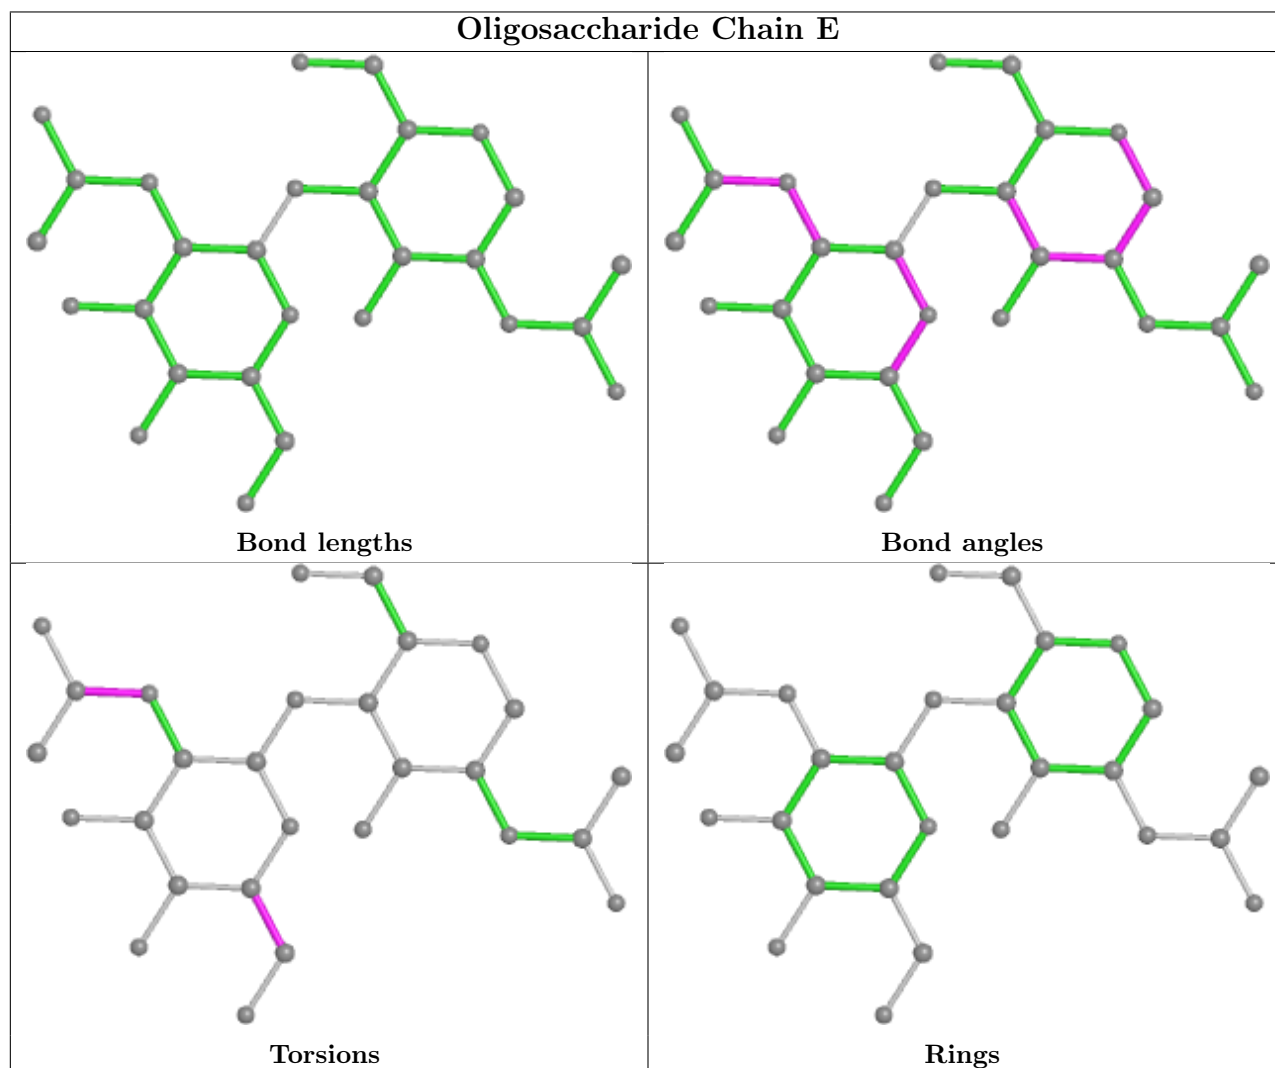 Oligosaccharide Chain E
Bond lengths
Bond angles
Torsions
Rings